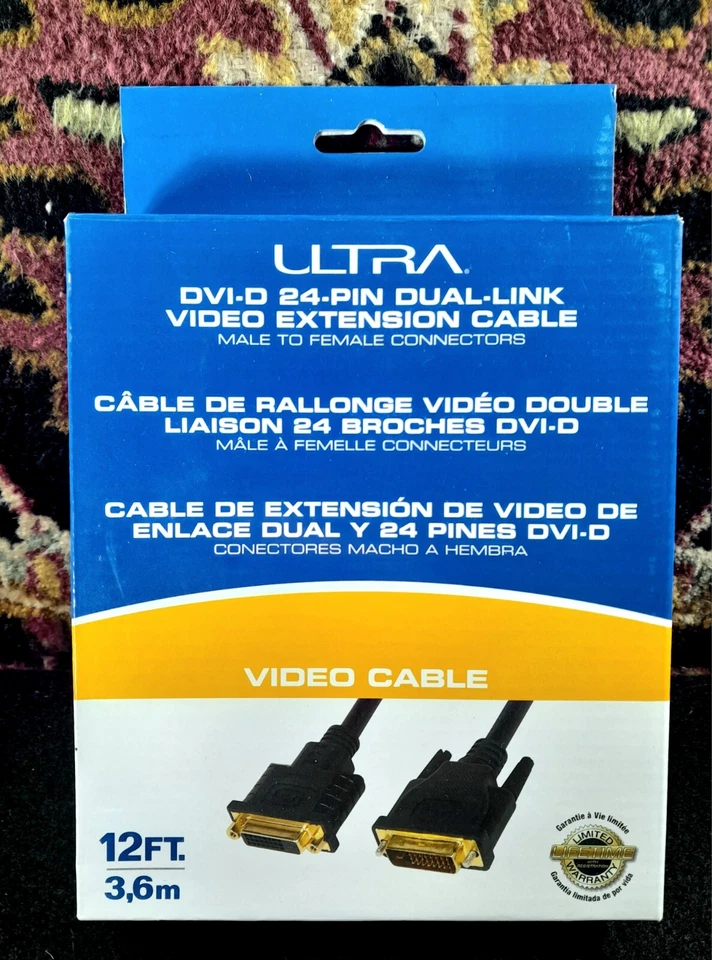 ULTRA®
DVI-D 24-PIN DUAL-LINK
VIDEO EXTENSION CABLE
MALE TO FEMALE CONNECTORS
CÂBLE DE RALLONGE VIDÉO DOUBLE
LIAISON 24 BROCHES DVI-D
MÂLE À FEMELLE CONNECTEURS
CABLE DE EXTENSIÓN DE VIDEO DE
ENLACE DUAL Y 24 PINES DVI-D
CONECTORES MACHO A HEMBRA
VIDEO CABLE
12FT.
3,6m
Garantie à Vie limitée
LIMITED
LIFETIME
WITH
REGISTRATION
WARRANTY
Garantía limitada de por vida